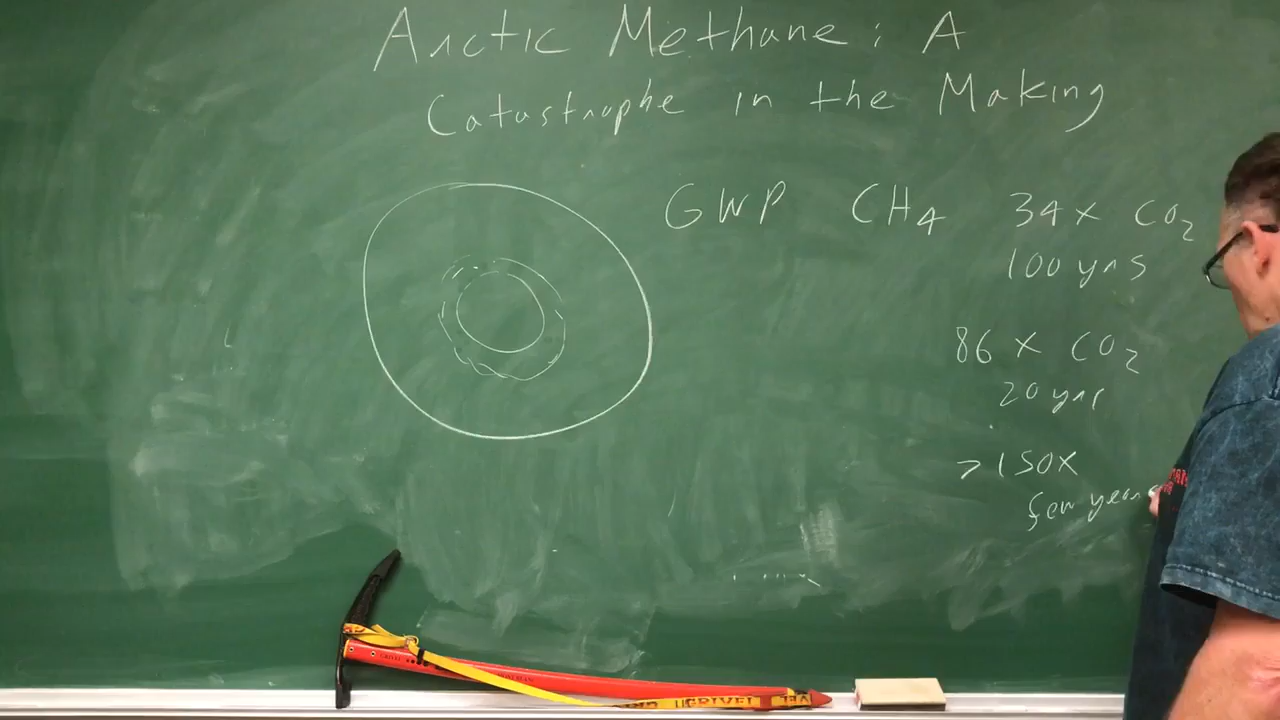 Arctic Methane: A
Catastrophe in the Making
GWP CH4 34x CO2
100 yrs
86 x CO2
20 yrs
>150x
few years
GRIVEL